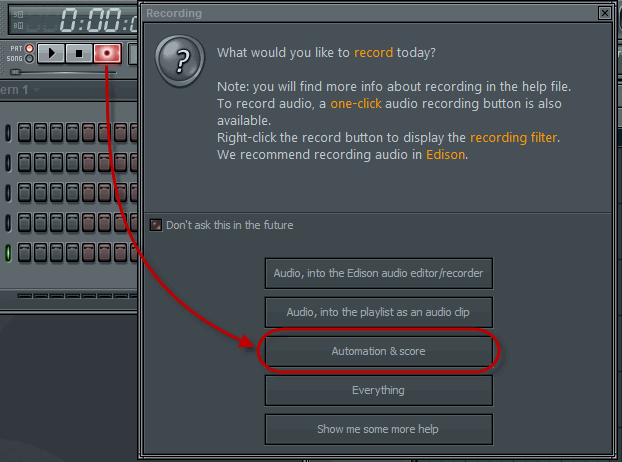 Recording
0:00:0
PAT
SONG
ern 1
What would you like to record today?
Note: you will find more info about recording in the help file.
To record audio, a one-click audio recording button is also
available.
Right-click the record button to display the recording filter.
We recommend recording audio in Edison.
Don't ask this in the future
Audio, into the Edison audio editor/recorder
Audio, into the playlist as an audio clip
Automation & score
Everything
Show me some more help